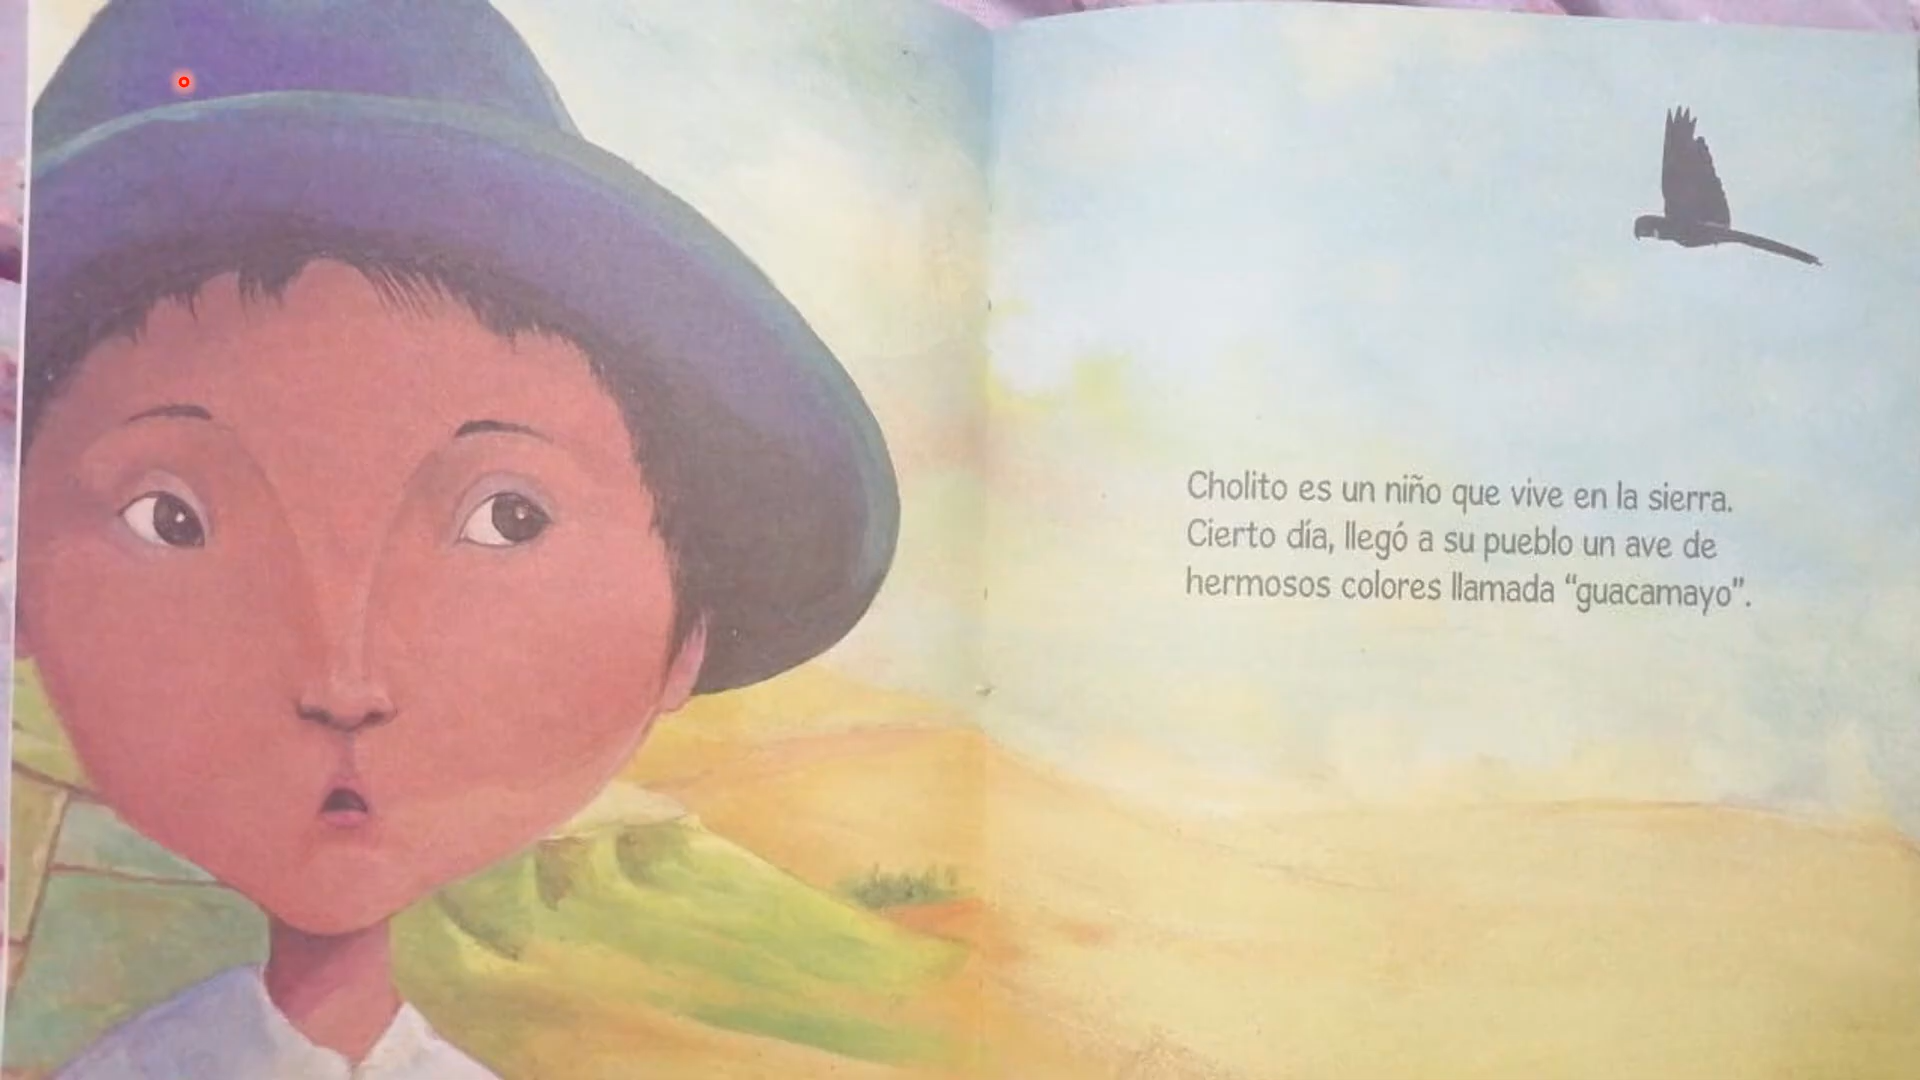 Cholito es un niño que vive en la sierra.
Cierto día, llegó a su pueblo un ave de
hermosos colores llamada “guacamayo”.